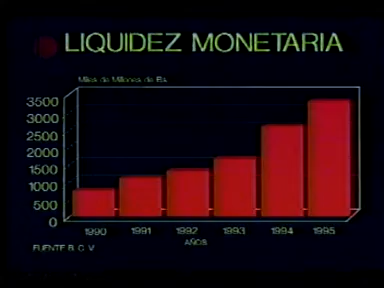 LIQUIDEZ MONETARIA
Miles de Millones de Bs.
3500
3000
2500
2000
1500
1000
500
0
1990 1991 1992 1993 1994 1995
AÑOS
FUENTE B. C. V.